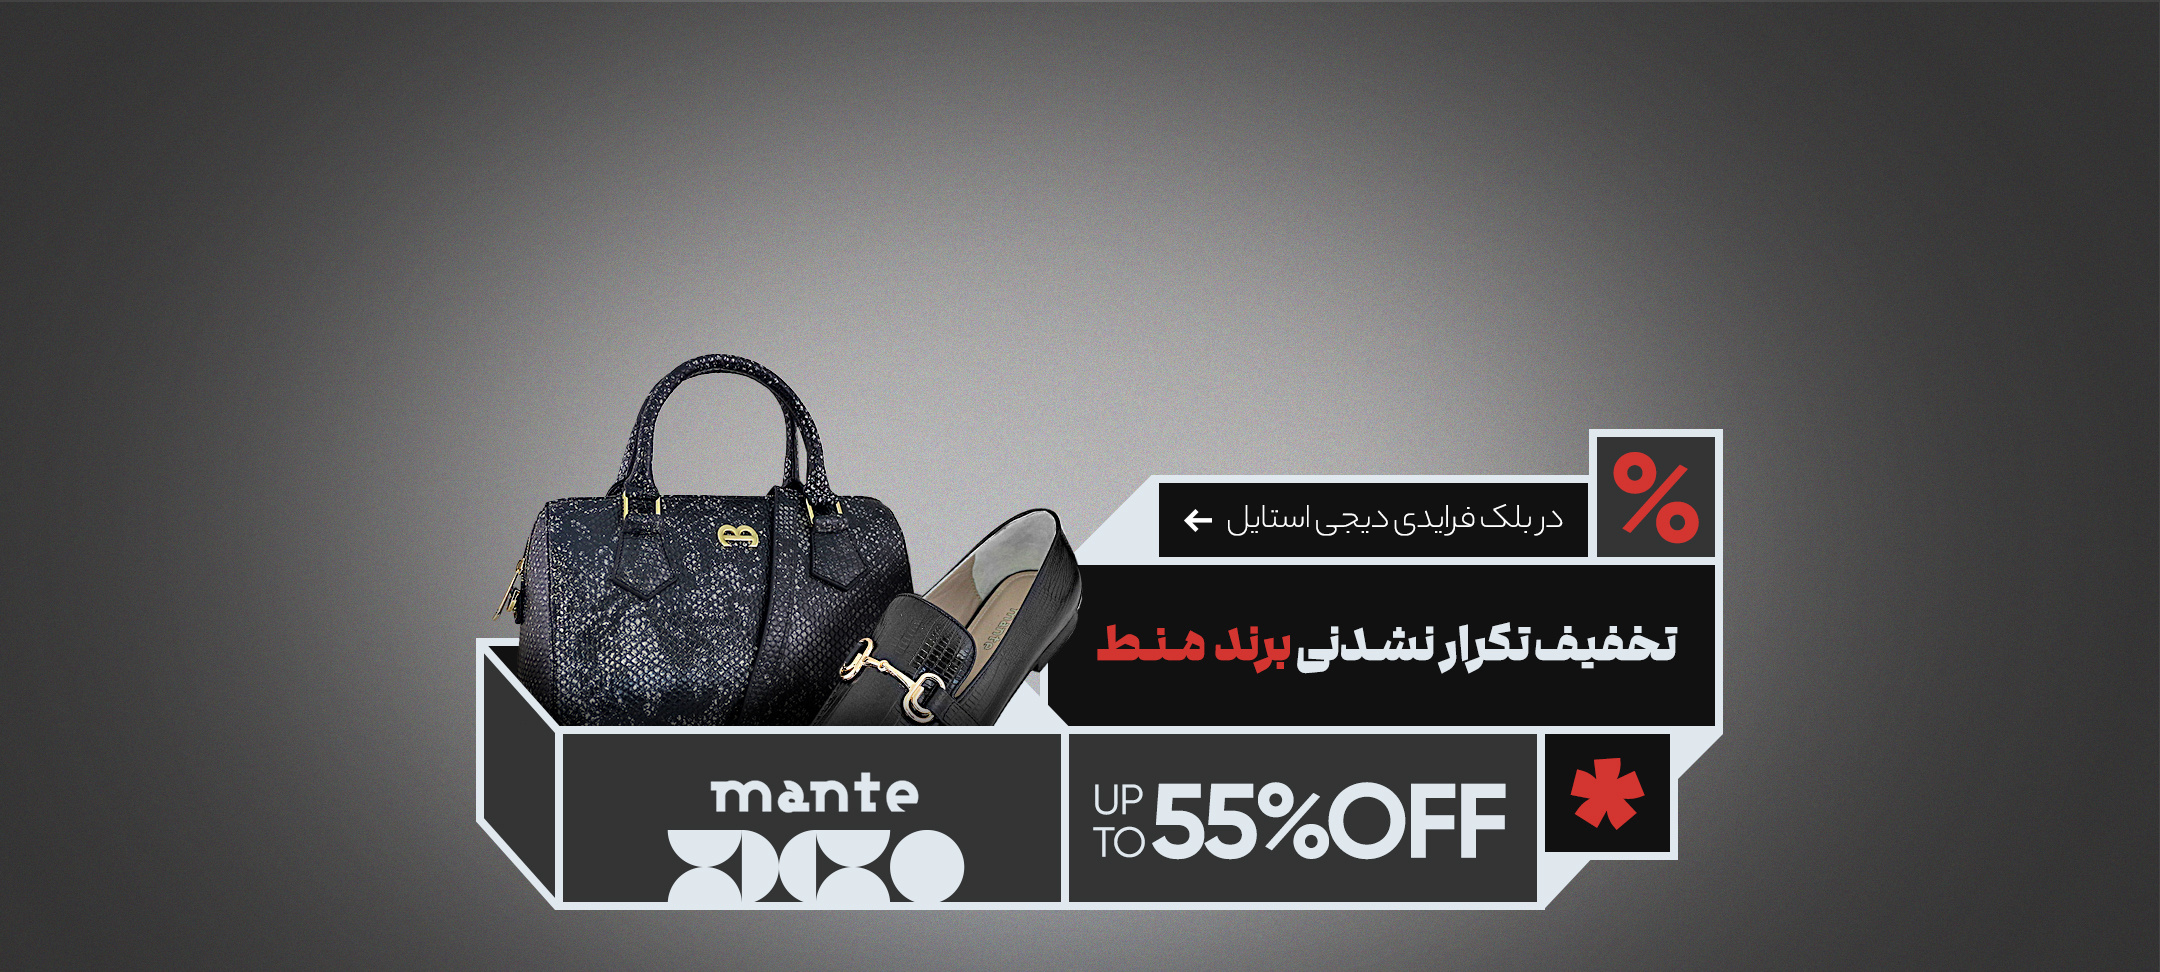 %
در بلک فرایدی دیجی استایل ←
تخفیف تکرار نشدنی برند منط
mante
UP TO 55%OFF